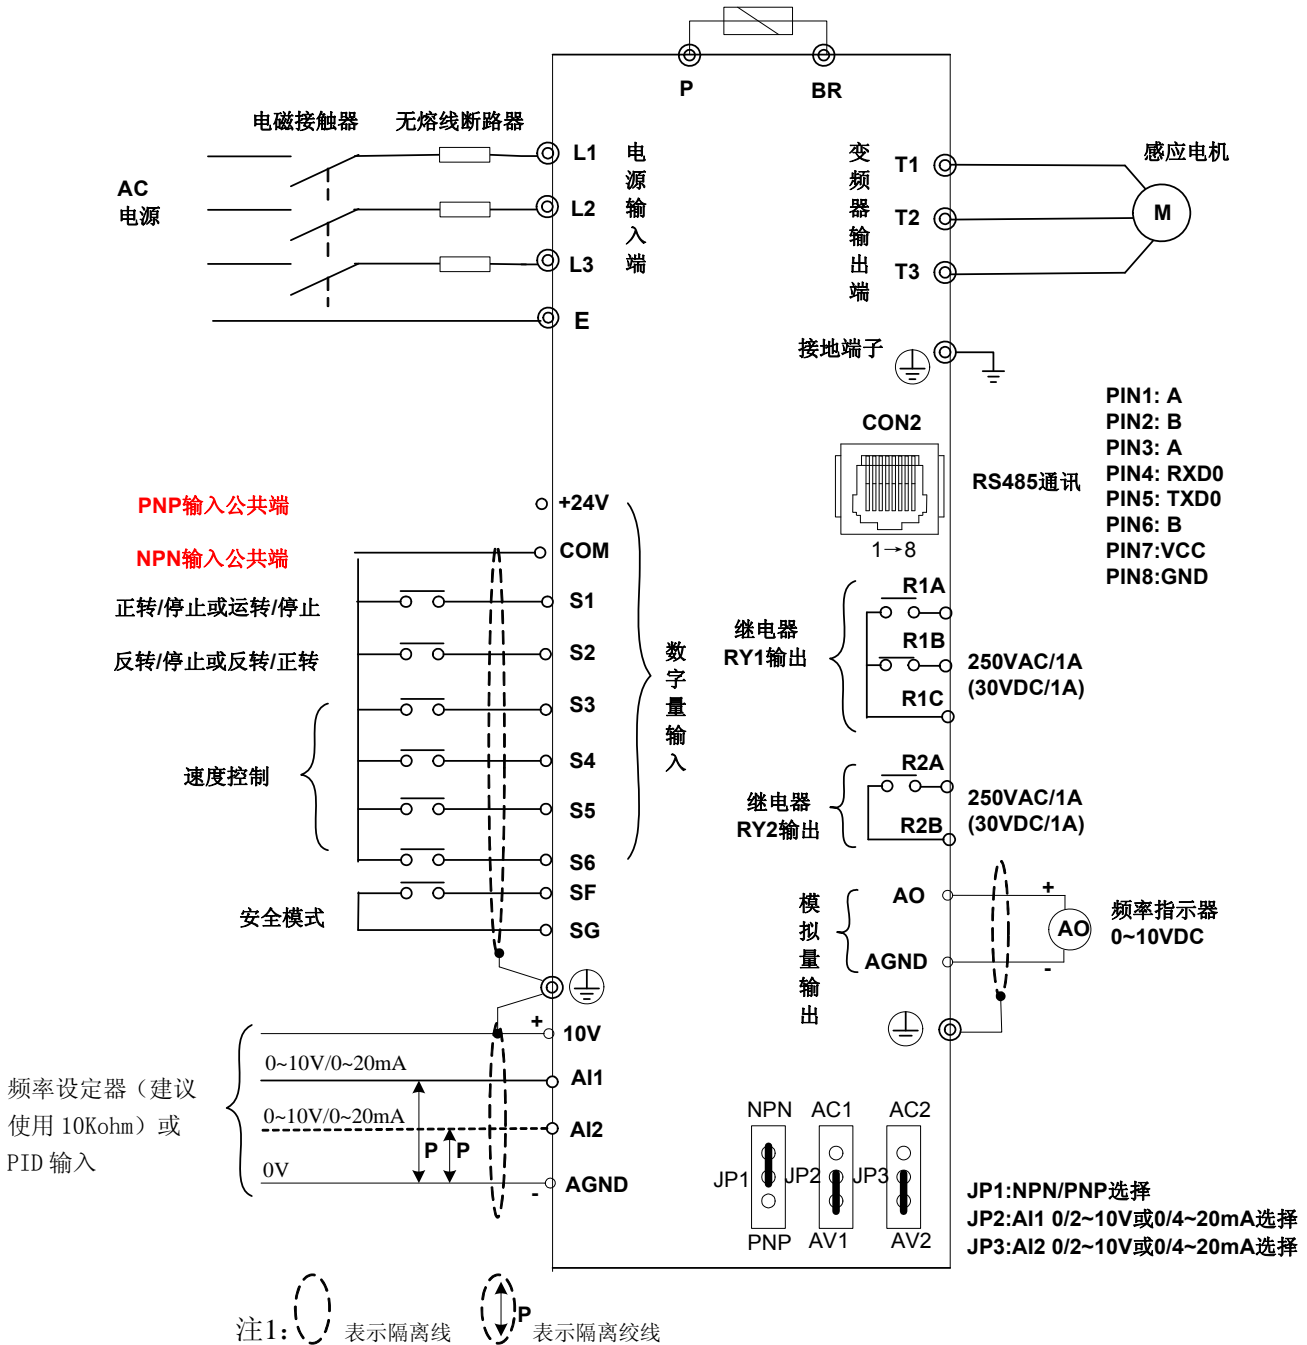 P
BR
电磁接触器
无熔线断路器
AC
电源
L1
L2
L3
E
电源输入端
变频器输出端
T1
T2
T3
感应电机
M
接地端子
CON2
1→8
RS485通讯
PIN1: A
PIN2: B
PIN3: A
PIN4: RXD0
PIN5: TXD0
PIN6: B
PIN7:VCC
PIN8:GND
PNP输入公共端
+24V
NPN输入公共端
COM
正转/停止或运转/停止
S1
反转/停止或反转/正转
S2
S3
速度控制
S4
S5
S6
数字量输入
安全模式
SF
SG
继电器
RY1输出
R1A
R1B
R1C
250VAC/1A
(30VDC/1A)
继电器
RY2输出
R2A
R2B
250VAC/1A
(30VDC/1A)
模拟量输出
AO
AGND
+
AO
-
频率指示器
0~10VDC
频率设定器（建议
使用 10Kohm）或
PID 输入
+
10V
0~10V/0~20mA
AI1
0~10V/0~20mA
AI2
P
P
0V
-
AGND
NPN
AC1
AC2
JP1
JP2
JP3
PNP
AV1
AV2
JP1:NPN/PNP选择
JP2:AI1 0/2~10V或0/4~20mA选择
JP3:AI2 0/2~10V或0/4~20mA选择
注1:
表示隔离线
P
表示隔离绞线